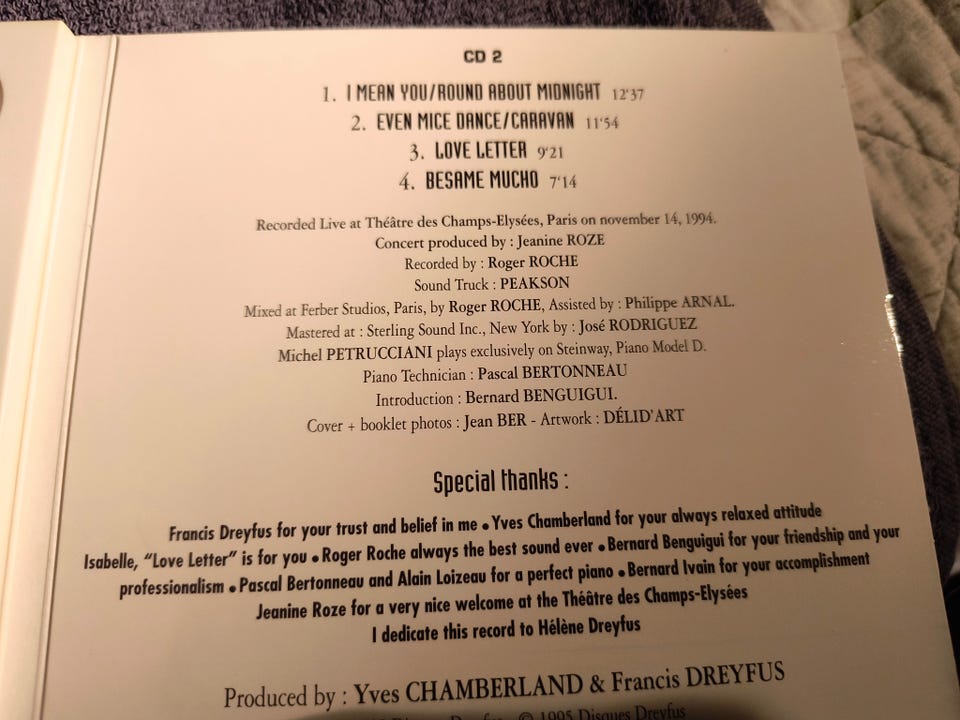 CD 2
1. I MEAN YOU/ROUND ABOUT MIDNIGHT 12'37
2. EVEN MICE DANCE/CARAVAN 11'54
3. LOVE LETTER 9'21
4. BESAME MUCHO 7'14
Recorded Live at Théâtre des Champs-Elysées, Paris on november 14, 1994.
Concert produced by : Jeanine ROZE
Recorded by : Roger ROCHE
Sound Truck : PEAKSON
Mixed at Ferber Studios, Paris, by Roger ROCHE, Assisted by : Philippe ARNAL.
Mastered at : Sterling Sound Inc., New York by : José RODRIGUEZ
Michel PETRUCCIANI plays exclusively on Steinway, Piano Model D.
Piano Technician : Pascal BERTONNEAU
Introduction : Bernard BENGUIGUI.
Cover + booklet photos : Jean BER - Artwork : DÉLID'ART
Special thanks :
Francis Dreyfus for your trust and belief in me • Yves Chamberland for your always relaxed attitude
Isabelle, "Love Letter" is for you • Roger Roche always the best sound ever • Bernard Benguigui for your friendship and your
professionalism • Pascal Bertonneau and Alain Loizeau for a perfect piano • Bernard Ivain for your accomplishment
Jeanine Roze for a very nice welcome at the Théâtre des Champs-Elysées
I dedicate this record to Hélène Dreyfus
Produced by : Yves CHAMBERLAND & Francis DREYFUS
Disques Dreyfus - © 1995 Disques Dreyfus